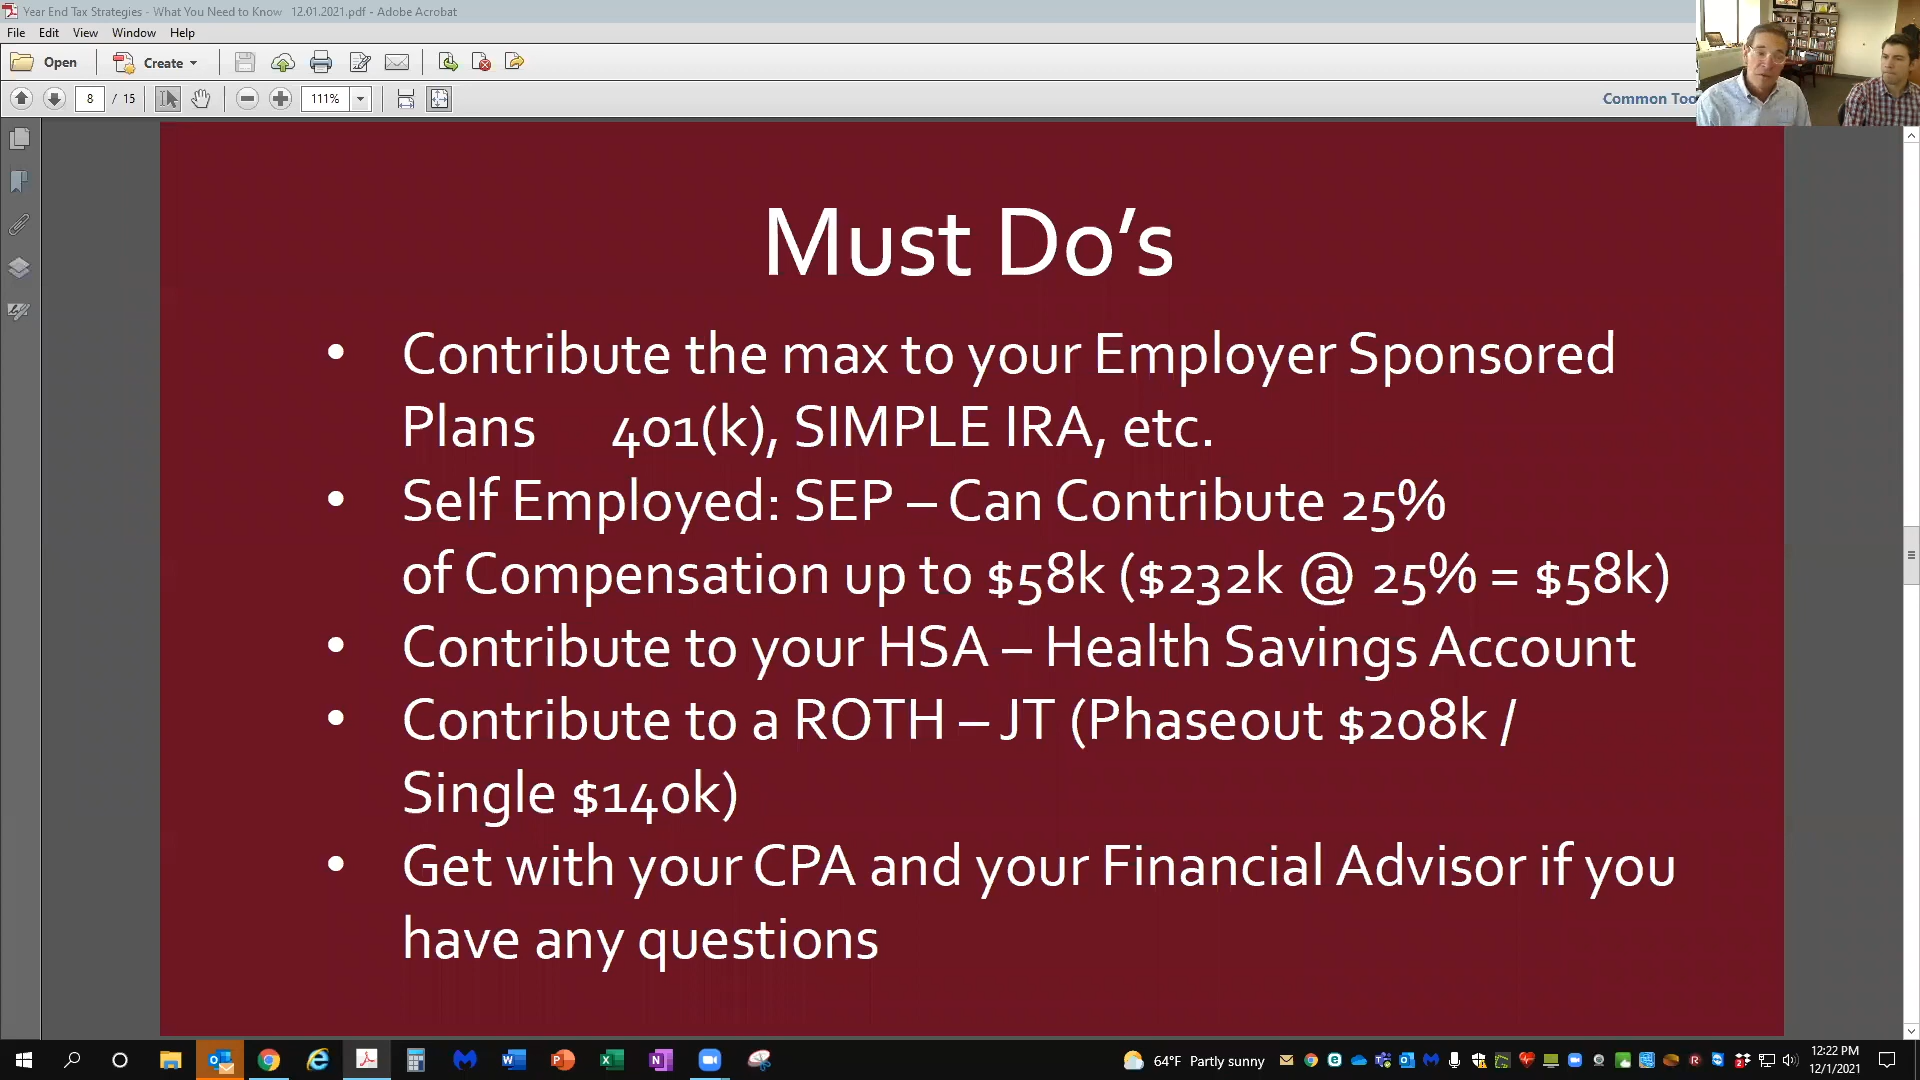 Year End Tax Strategies - What You Need to Know   12.01.2021.pdf - Adobe Acrobat
File Edit View Window Help
Open Create
8 / 15 111% Common Too
Must Do's
• Contribute the max to your Employer Sponsored
Plans 401(k), SIMPLE IRA, etc.
• Self Employed: SEP – Can Contribute 25%
of Compensation up to $58k ($232k @ 25% = $58k)
• Contribute to your HSA – Health Savings Account
• Contribute to a ROTH – JT (Phaseout $208k /
Single $140k)
• Get with your CPA and your Financial Advisor if you
have any questions
64°F Partly sunny
12:22 PM
12/1/2021